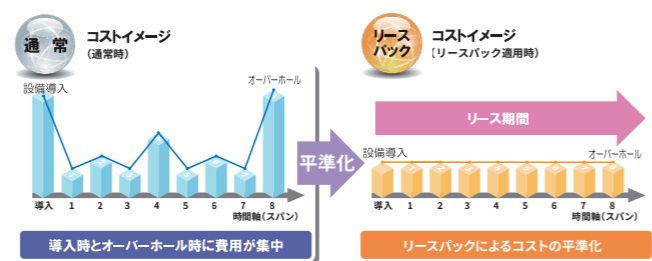 通 常
コストイメージ
（通常時）
設備導入
オーバーホール
導入 1 2 3 4 5 6 7 8
時間軸（スパン）
導入時とオーバーホール時に費用が集中
平準化
リース
パック
コストイメージ
（リースパック適用時）
リース期間
設備導入
オーバーホール
導入 1 2 3 4 5 6 7 8
時間軸（スパン）
リースパックによるコストの平準化